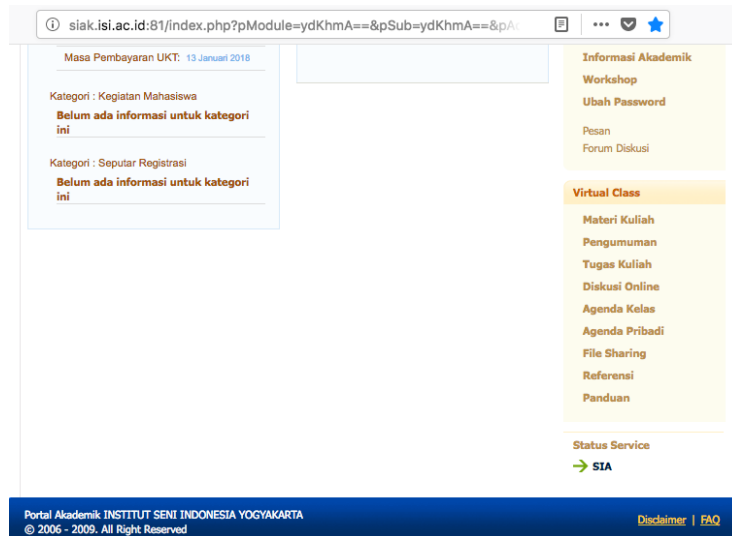 siak.isi.ac.id:81/index.php?pModule=ydKhmA==&pSub=ydKhmA==&pA
Masa Pembayaran UKT: 13 Januari 2018
Kategori : Kegiatan Mahasiswa
Belum ada informasi untuk kategori
ini
Kategori : Seputar Registrasi
Belum ada informasi untuk kategori
ini
Informasi Akademik
Workshop
Ubah Password
Pesan
Forum Diskusi
Virtual Class
Materi Kuliah
Pengumuman
Tugas Kuliah
Diskusi Online
Agenda Kelas
Agenda Pribadi
File Sharing
Referensi
Panduan
Status Service
SIA
Portal Akademik INSTITUT SENI INDONESIA YOGYAKARTA
© 2006 - 2009. All Right Reserved
Disclaimer | FAQ